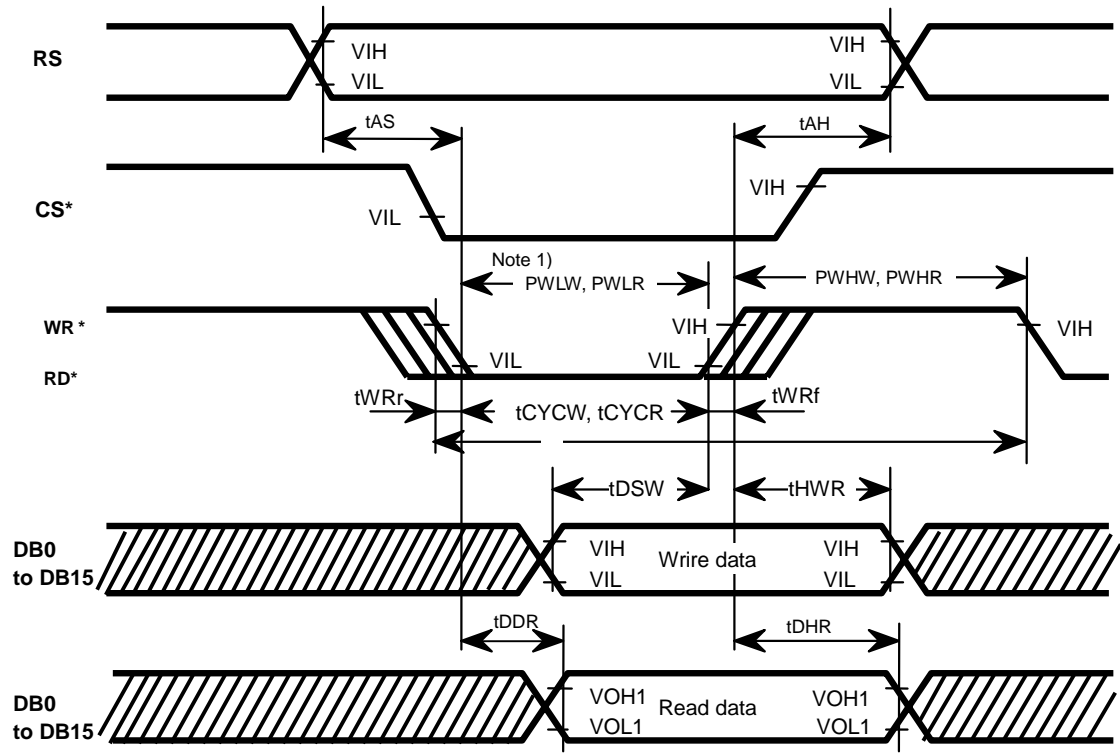 RS
VIH VIH
VIL VIL
tAS tAH
CS*
VIH
VIL
Note 1)
PWLW, PWLR PWHW, PWHR
WR* VIH VIH
RD* VIL VIL
tWRr tCYCW, tCYCR tWRf
tDSW tHWR
DB0
to DB15
VIH Wrire data VIH
VIL VIL
tDDR tDHR
DB0
to DB15
VOH1 Read data VOH1
VOL1 VOL1